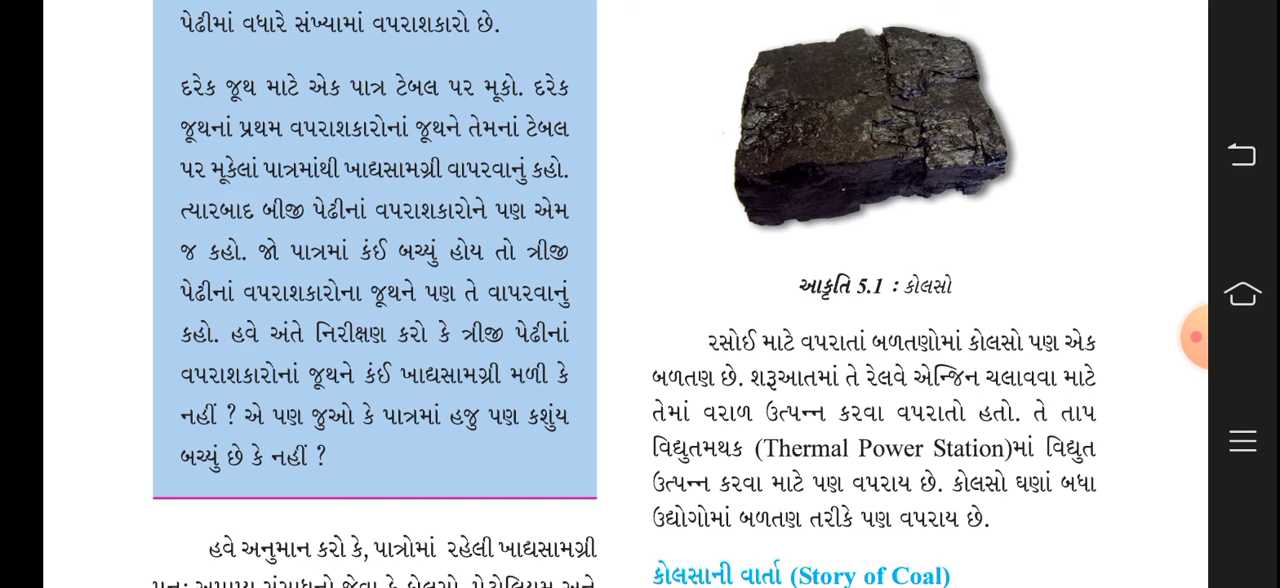 પેઢીમાં વધારે સંખ્યામાં વપરાશકારો છે.
દરેક જૂથ માટે એક પાત્ર ટેબલ પર મૂકો. દરેક
જૂથનાં પ્રથમ વપરાશકારોનાં જૂથને તેમનાં ટેબલ
પર મૂકેલાં પાત્રમાંથી ખાદ્યસામગ્રી વાપરવાનું કહો.
ત્યારબાદ બીજી પેઢીનાં વપરાશકારોને પણ એમ
જ કહો. જો પાત્રમાં કંઈ બચ્યું હોય તો ત્રીજી
પેઢીનાં વપરાશકારોના જૂથને પણ તે વાપરવાનું
કહો. હવે અંતે નિરીક્ષણ કરો કે ત્રીજી પેઢીનાં
વપરાશકારોનાં જૂથને કંઈ ખાદ્યસામગ્રી મળી કે
નહીં ? એ પણ જુઓ કે પાત્રમાં હજુ પણ કશુંય
બચ્યું છે કે નહીં ?
હવે અનુમાન કરો કે, પાત્રોમાં રહેલી ખાદ્યસામગ્રી
આકૃતિ 5.1 : કોલસો
રસોઈ માટે વપરાતાં બળતણોમાં કોલસો પણ એક
બળતણ છે. શરૂઆતમાં તે રેલવે એન્જિન ચલાવવા માટે
તેમાં વરાળ ઉત્પન્ન કરવા વપરાતો હતો. તે તાપ
વિદ્યુતમથક (Thermal Power Station)માં વિદ્યુત
ઉત્પન્ન કરવા માટે પણ વપરાય છે. કોલસો ઘણાં બધા
ઉદ્યોગોમાં બળતણ તરીકે પણ વપરાય છે.
કોલસાની વાર્તા (Story of Coal)